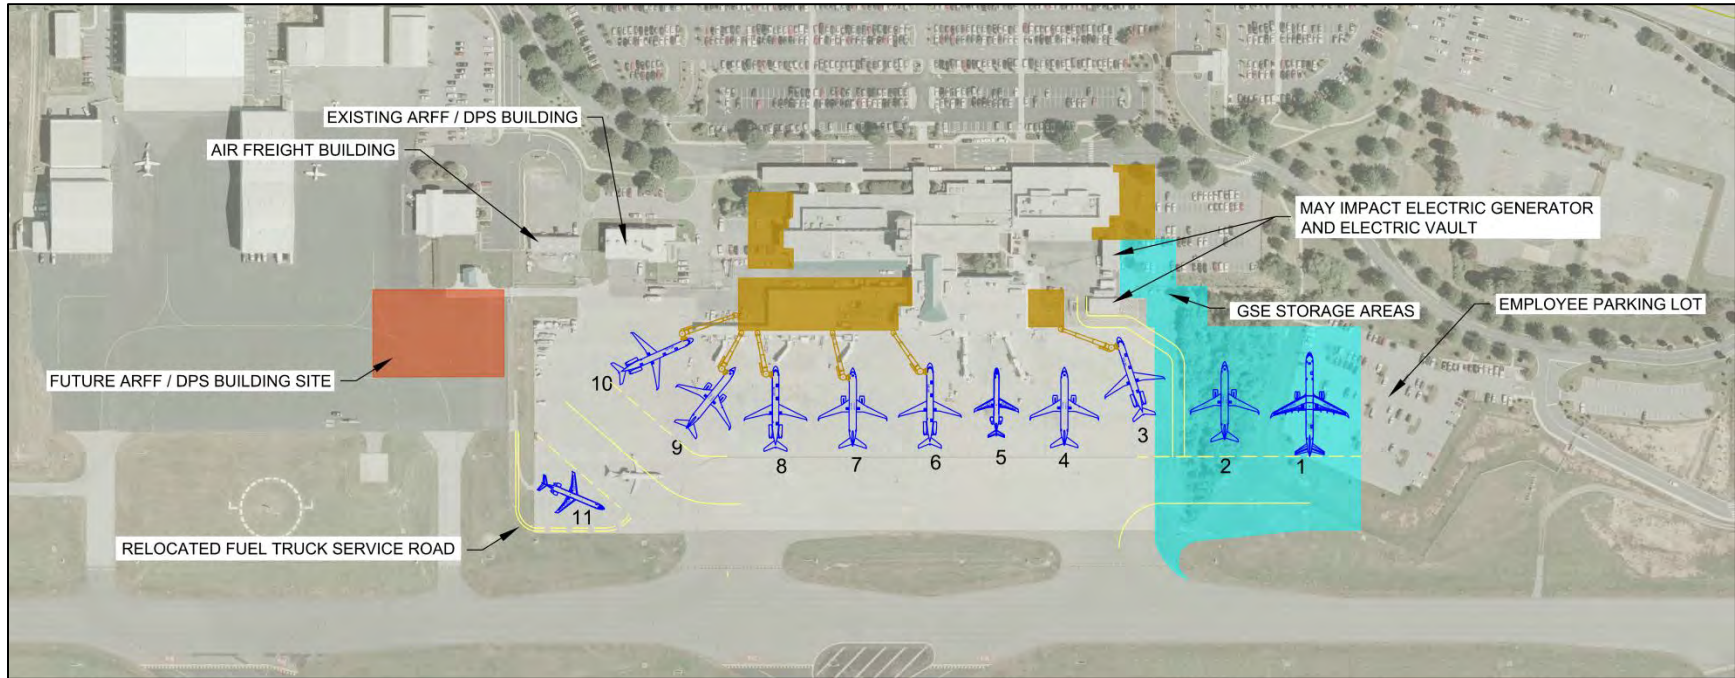 EXISTING ARFF / DPS BUILDING
AIR FREIGHT BUILDING
MAY IMPACT ELECTRIC GENERATOR
AND ELECTRIC VAULT
GSE STORAGE AREAS
EMPLOYEE PARKING LOT
FUTURE ARFF / DPS BUILDING SITE
10
9
8
7
6
5
4
3
2
1
11
RELOCATED FUEL TRUCK SERVICE ROAD